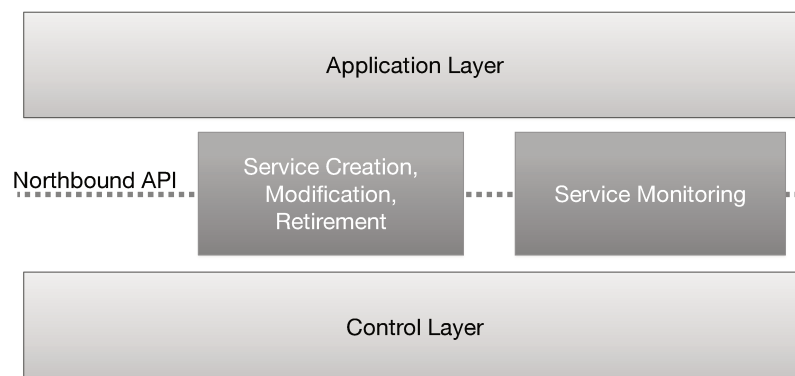 Application Layer
Northbound API
Service Creation,
Modification,
Retirement
Service Monitoring
Control Layer